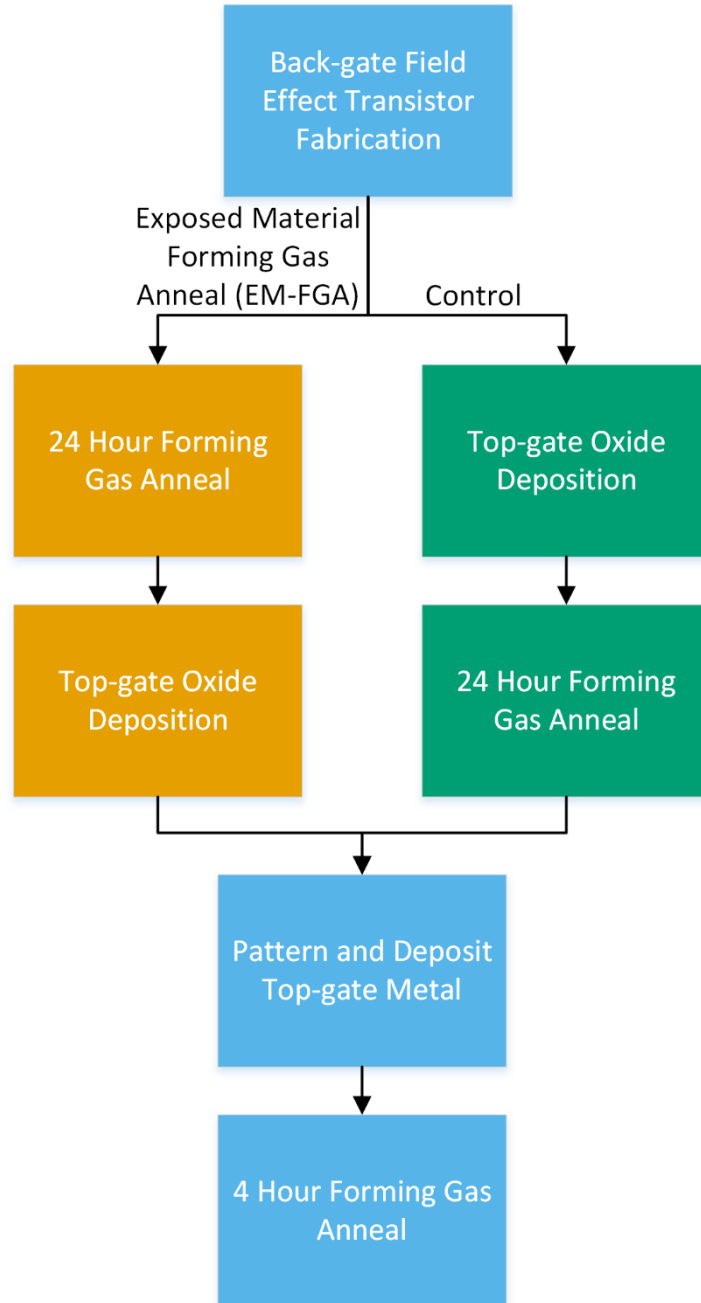 Back-gate Field
Effect Transistor
Fabrication
Exposed Material
Forming Gas
Anneal (EM-FGA)
Control
24 Hour Forming
Gas Anneal
Top-gate Oxide
Deposition
Top-gate Oxide
Deposition
24 Hour Forming
Gas Anneal
Pattern and Deposit
Top-gate Metal
4 Hour Forming Gas
Anneal